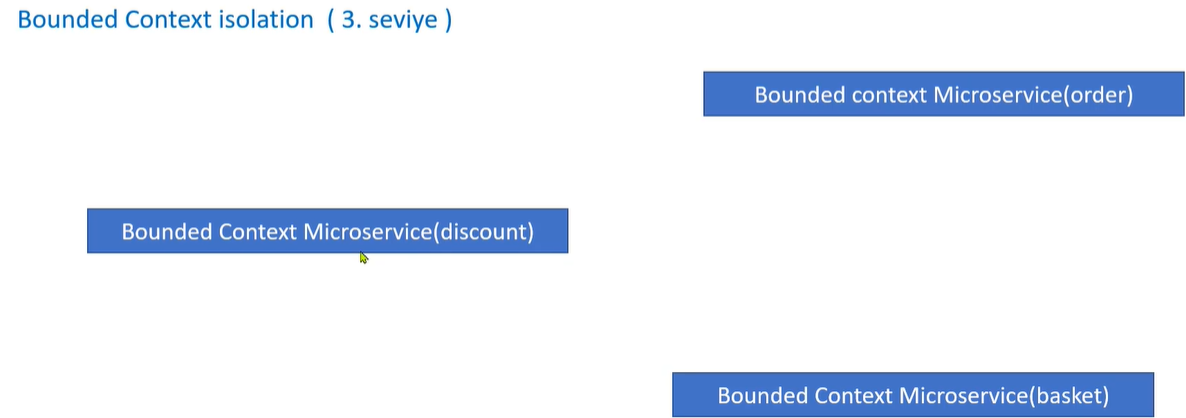 Bounded Context isolation ( 3. seviye )
Bounded context Microservice(order)
Bounded Context Microservice(discount)
Bounded Context Microservice(basket)